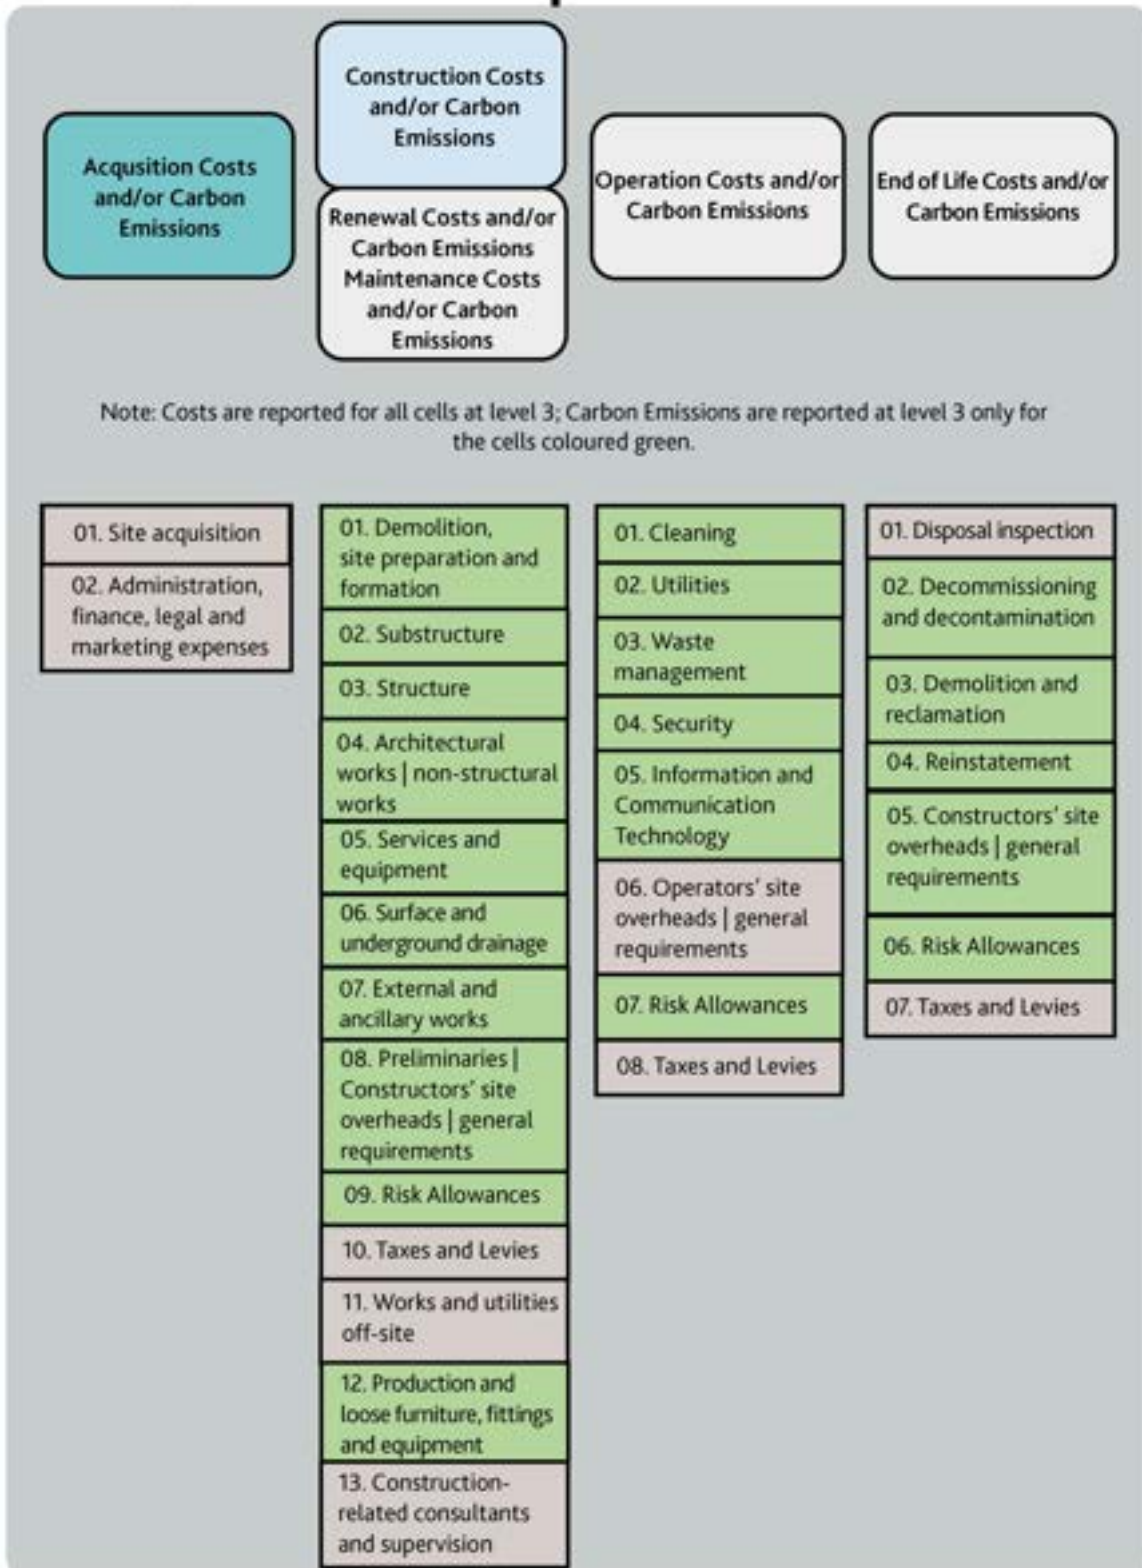 Acqusition Costs
and/or Carbon
Emissions
Construction Costs
and/or Carbon
Emissions
Renewal Costs and/or
Carbon Emissions
Maintenance Costs
and/or Carbon
Emissions
Operation Costs and/or
Carbon Emissions
End of Life Costs and/or
Carbon Emissions
Note: Costs are reported for all cells at level 3; Carbon Emissions are reported at level 3 only for
the cells coloured green.
01. Site acquisition
02. Administration,
finance, legal and
marketing expenses
01. Demolition,
site preparation and
formation
02. Substructure
03. Structure
04. Architectural
works | non-structural
works
05. Services and
equipment
06. Surface and
underground drainage
07. External and
ancillary works
08. Preliminaries |
Constructors' site
overheads | general
requirements
09. Risk Allowances
10. Taxes and Levies
11. Works and utilities
off-site
12. Production and
loose furniture, fittings
and equipment
13. Construction-
related consultants
and supervision
01. Cleaning
02. Utilities
03. Waste
management
04. Security
05. Information and
Communication
Technology
06. Operators' site
overheads | general
requirements
07. Risk Allowances
08. Taxes and Levies
01. Disposal inspection
02. Decommissioning
and decontamination
03. Demolition and
reclamation
04. Reinstatement
05. Constructors' site
overheads | general
requirements
06. Risk Allowances
07. Taxes and Levies